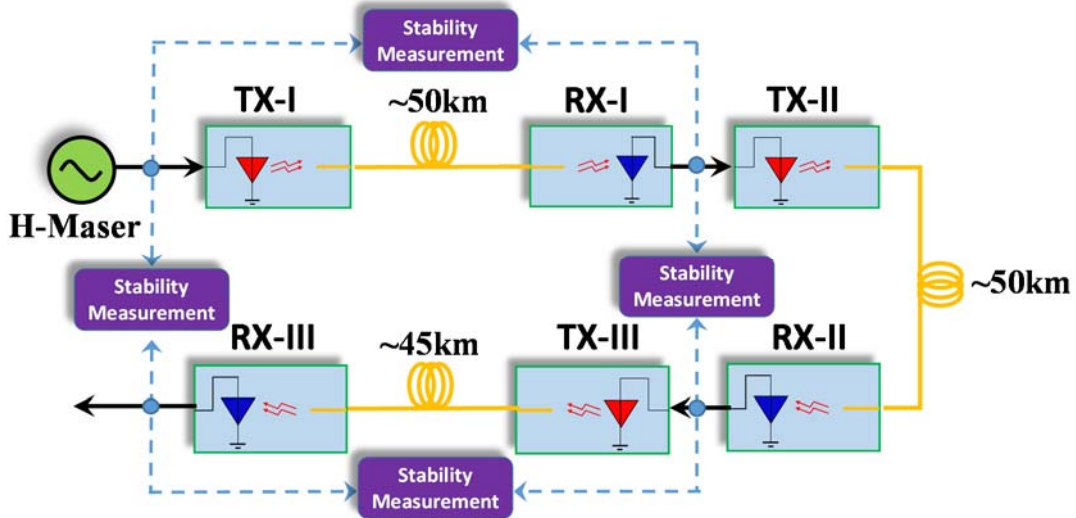 Stability
Measurement
TX-I
~50km
RX-I
TX-II
H-Maser
Stability
Measurement
Stability
Measurement
~50km
RX-III
~45km
TX-III
RX-II
Stability
Measurement